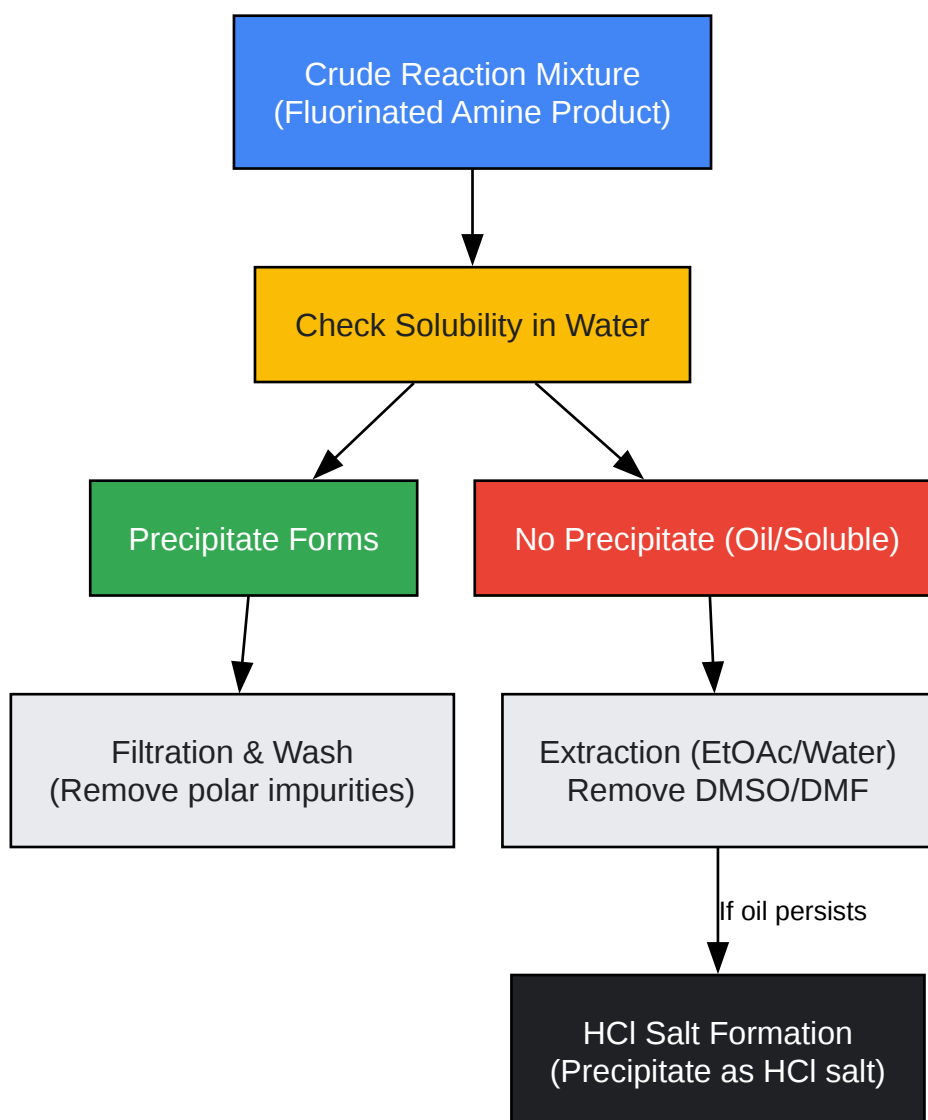 Crude Reaction Mixture
(Fluorinated Amine Product)
Check Solubility in Water
Precipitate Forms
No Precipitate (Oil/Soluble)
Filtration & Wash
(Remove polar impurities)
Extraction (EtOAc/Water)
Remove DMSO/DMF
If oil persists
HCl Salt Formation
(Precipitate as HCl salt)